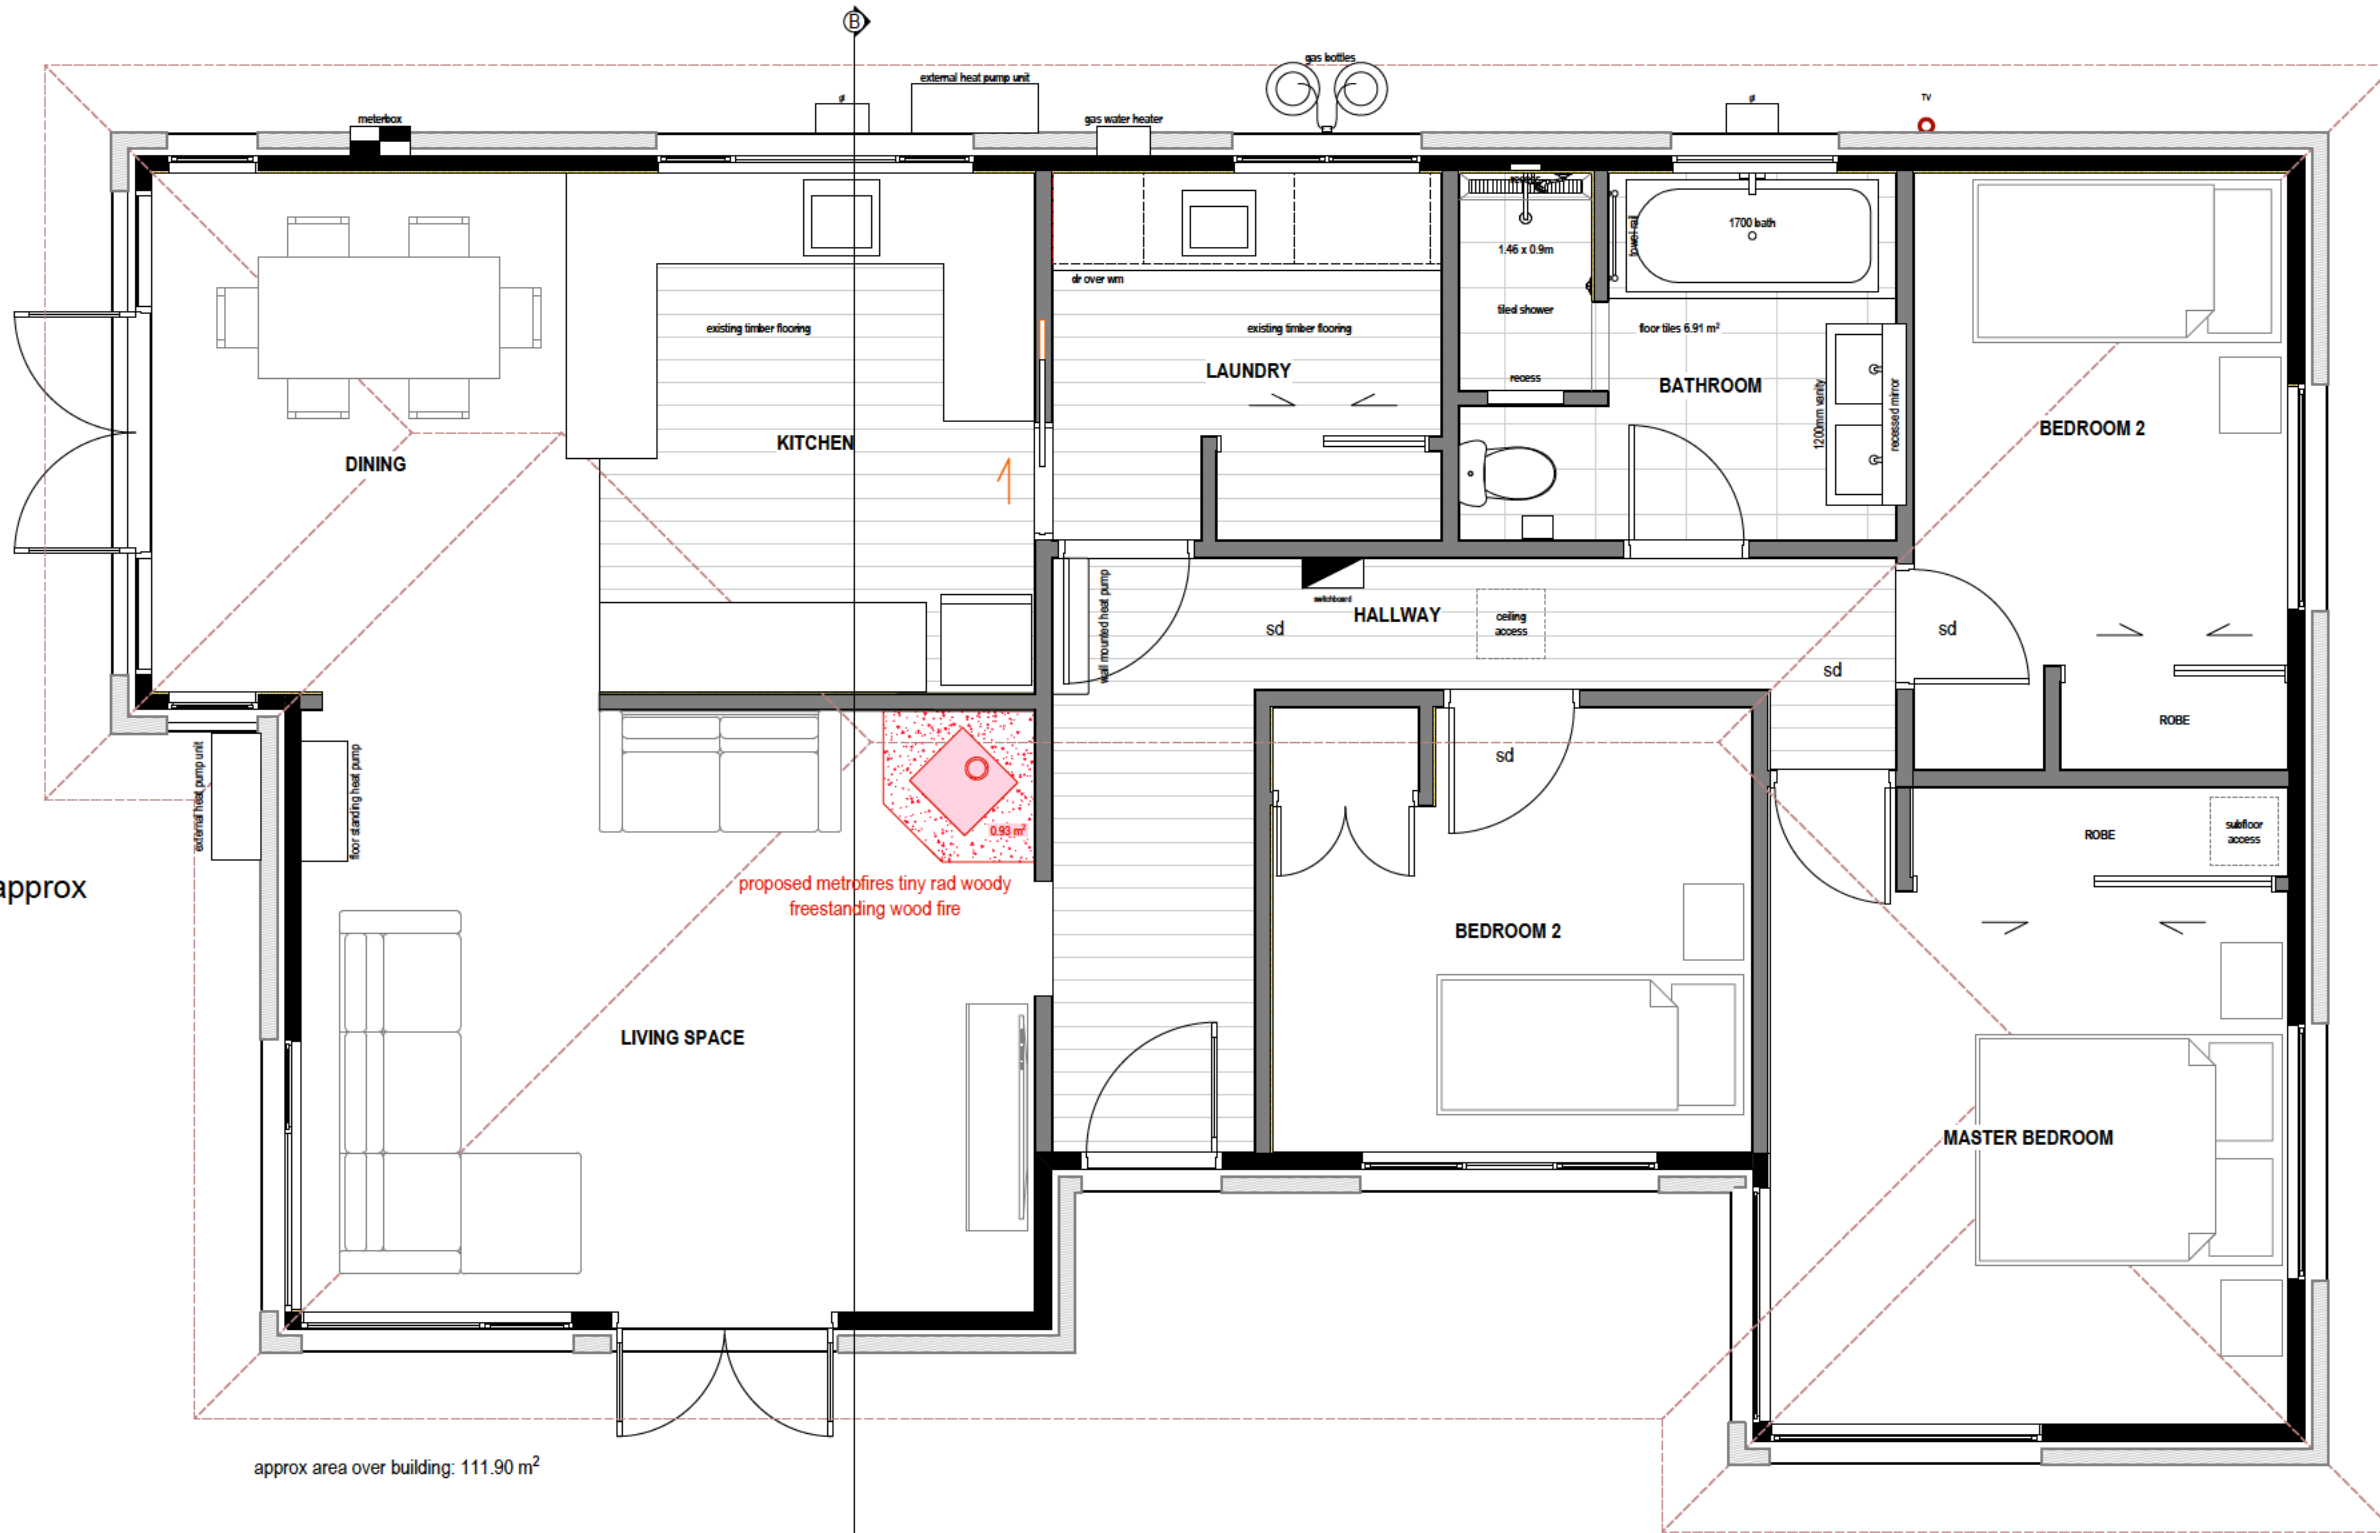 B
gas bottles
external heat pump unit
gt
gt
TV
meterbox
gas water heater
recess
1700 bath
towel rail
1.46 x 0.9m
dr over wm
tiled shower
existing timber flooring
existing timber flooring
floor tiles 6.91 m²
LAUNDRY
recess
BATHROOM
1200mm vanity
recessed mirror
BEDROOM 2
KITCHEN
DINING
1
wall mounted heat pump
switchboard
HALLWAY
ceiling
access
sd
sd
sd
sd
ROBE
external heat pump unit
floor standing heat pump
0.93 m²
ROBE
subfloor
access
approx
proposed metrofires tiny rad woody
freestanding wood fire
BEDROOM 2
LIVING SPACE
MASTER BEDROOM
approx area over building: 111.90 m²